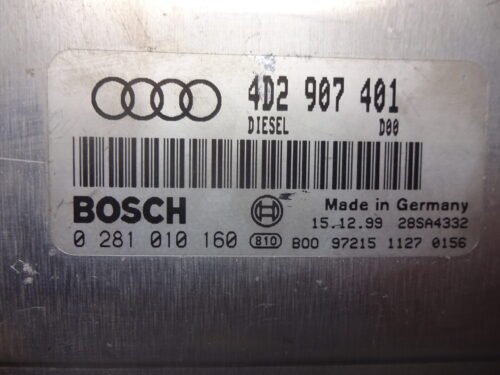 4D2 907 401
DIESEL D00
BOSCH
Made in Germany
15.12.99 28SA4332
0 281 010 160 810 B00 97215 1127 0156